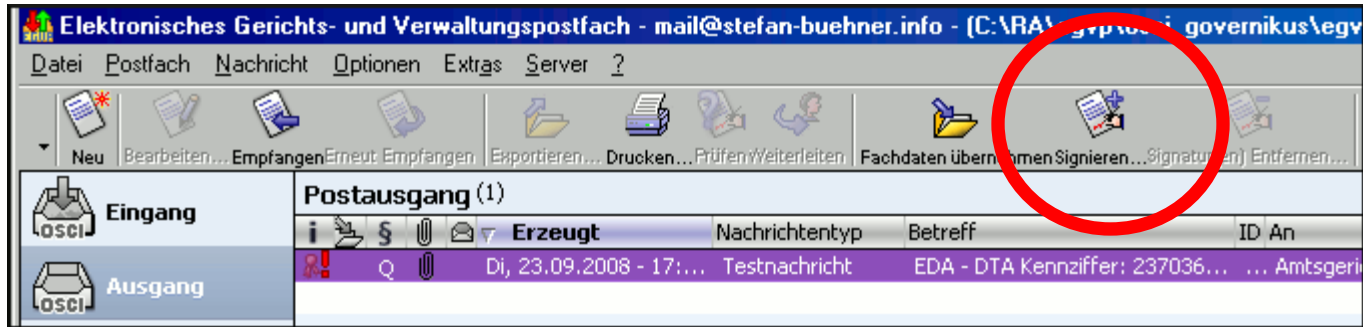 Elektronisches Gerichts- und Verwaltungspostfach - mail@stefan-buehner.info - (C:\RA\ governikus\egv
Datei Postfach Nachricht Optionen Extras Server ?
Neu Bearbeiten... Empfangen Erneut Empfangen Exportieren... Drucken... Prüfen Weiterleiten Fachdaten übernehmen Signieren... Signatur(en) Entfernen...
Eingang
OSCI
Ausgang
OSCI
Postausgang (1)
i § Erzeugt Nachrichtentyp Betreff ID An
Q Di, 23.09.2008 - 17:... Testnachricht EDA - DTA Kennziffer: 237036... ... Amtsgeri